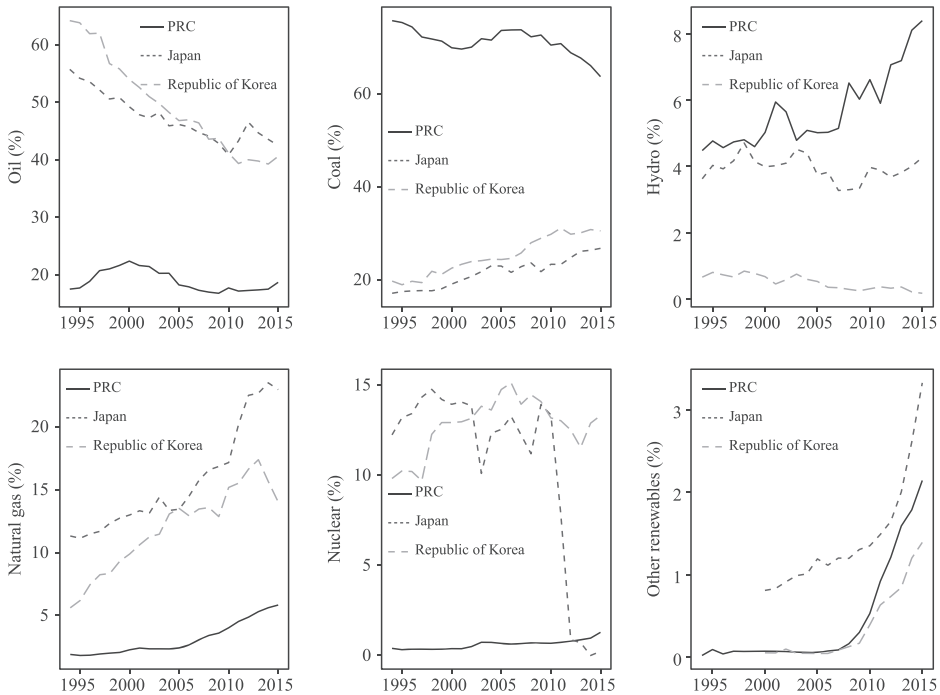 Oil (%)
60
50
40
30
20
1995 2000 2005 2010 2015
PRC
Japan
Republic of Korea
Coal (%)
60
40
20
1995 2000 2005 2010 2015
PRC
Japan
Republic of Korea
Hydro (%)
8
6
4
2
0
1995 2000 2005 2010 2015
PRC
Japan
Republic of Korea
Natural gas (%)
20
15
10
5
1995 2000 2005 2010 2015
PRC
Japan
Republic of Korea
Nuclear (%)
15
10
5
0
1995 2000 2005 2010 2015
PRC
Japan
Republic of Korea
Other renewables (%)
3
2
1
0
1995 2000 2005 2010 2015
PRC
Japan
Republic of Korea